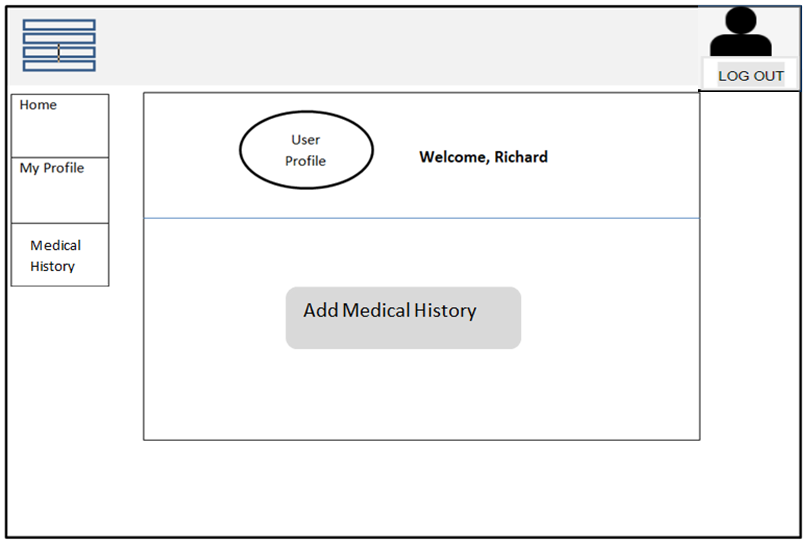 LOG OUT
Home
My Profile
Medical
History
User
Profile
Welcome, Richard
Add Medical History